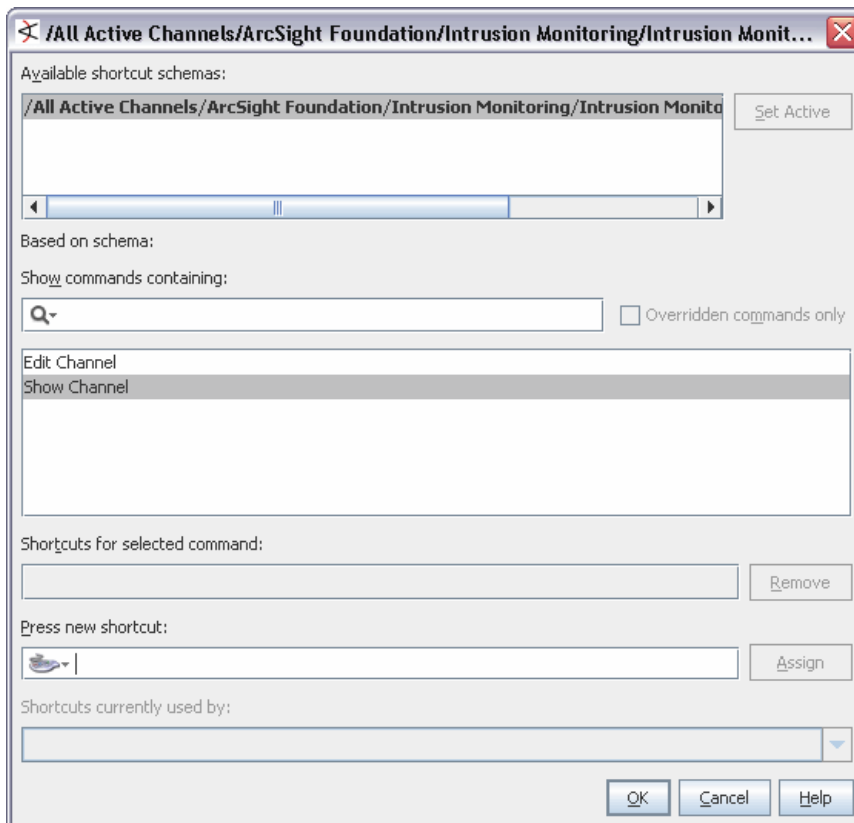 /All Active Channels/ArcSight Foundation/Intrusion Monitoring/Intrusion Monit...
Available shortcut schemas:
/All Active Channels/ArcSight Foundation/Intrusion Monitoring/Intrusion Monito
Set Active
Based on schema:
Show commands containing:
Overridden commands only
Edit Channel
Show Channel
Shortcuts for selected command:
Remove
Press new shortcut:
Assign
Shortcuts currently used by:
OK Cancel Help